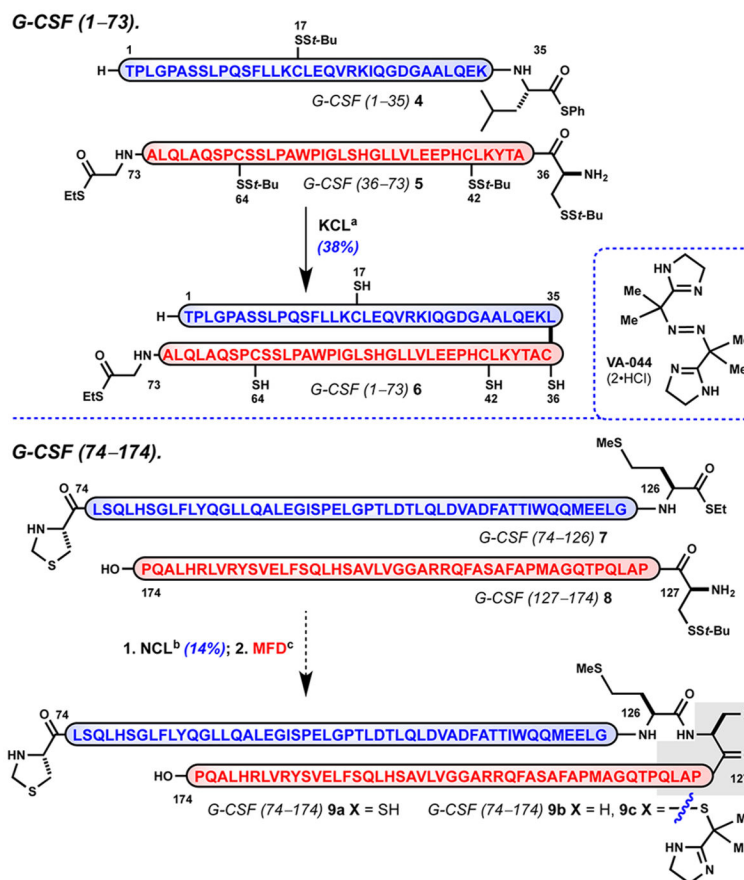 G-CSF (1–73).
17
SSt-Bu
1
35
H
TPLGPASSLPQSFLLKCLEQVRKIQGDGAALQEK
NH
O
SPh
G-CSF (1–35) 4
O
HN
ALQLAQSPCSSLPAWPIGLSHGLLVLEEPHCLKYTA
O
EtS
73
SSt-Bu
64
G-CSF (36–73) 5
SSt-Bu
42
36
NH2
SSt-Bu
KCLa
(38%)
17
SH
1
35
H
TPLGPASSLPQSFLLKCLEQVRKIQGDGAALQEKL
O
HN
ALQLAQSPCSSLPAWPIGLSHGLLVLEEPHCLKYTAC
EtS
73
SH
64
G-CSF (1–73) 6
SH
42
SH
36
HN
N
Me
Me
N=N
Me
Me
VA-044
(2•HCl)
N
NH
G-CSF (74–174).
MeS
O 74
126
O
LSQLHSGLFLYQGLLQALEGISPELGPTLDTLQLDVADFATTIWQQMEELG
NH
SEt
HN
S
G-CSF (74–126) 7
HO
PQALHRLVRYSVELFSQLHSAVLVGGARRQFASAFAPMAGQTPQLAP
O
174
G-CSF (127–174) 8
127
NH2
SSt-Bu
1. NCLb (14%); 2. MFDc
MeS
O 74
126
O
LSQLHSGLFLYQGLLQALEGISPELGPTLDTLQLDVADFATTIWQQMEELG
NH
HN
HN
S
HO
PQALHRLVRYSVELFSQLHSAVLVGGARRQFASAFAPMAGQTPQLAP
127
174
G-CSF (74–174) 9a X = SH
G-CSF (74–174) 9b X = H, 9c X =
S
HN
N